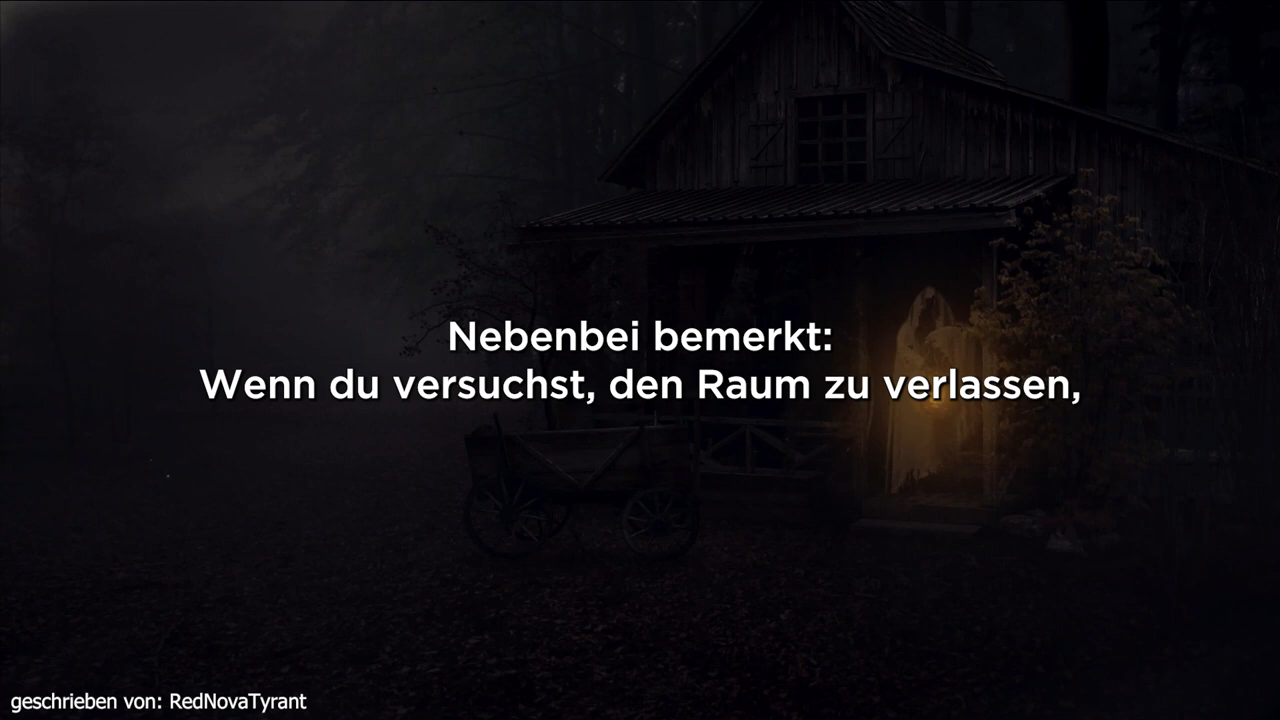 Nebenbei bemerkt:
Wenn du versuchst, den Raum zu verlassen,
geschrieben von: RedNovaTyrant